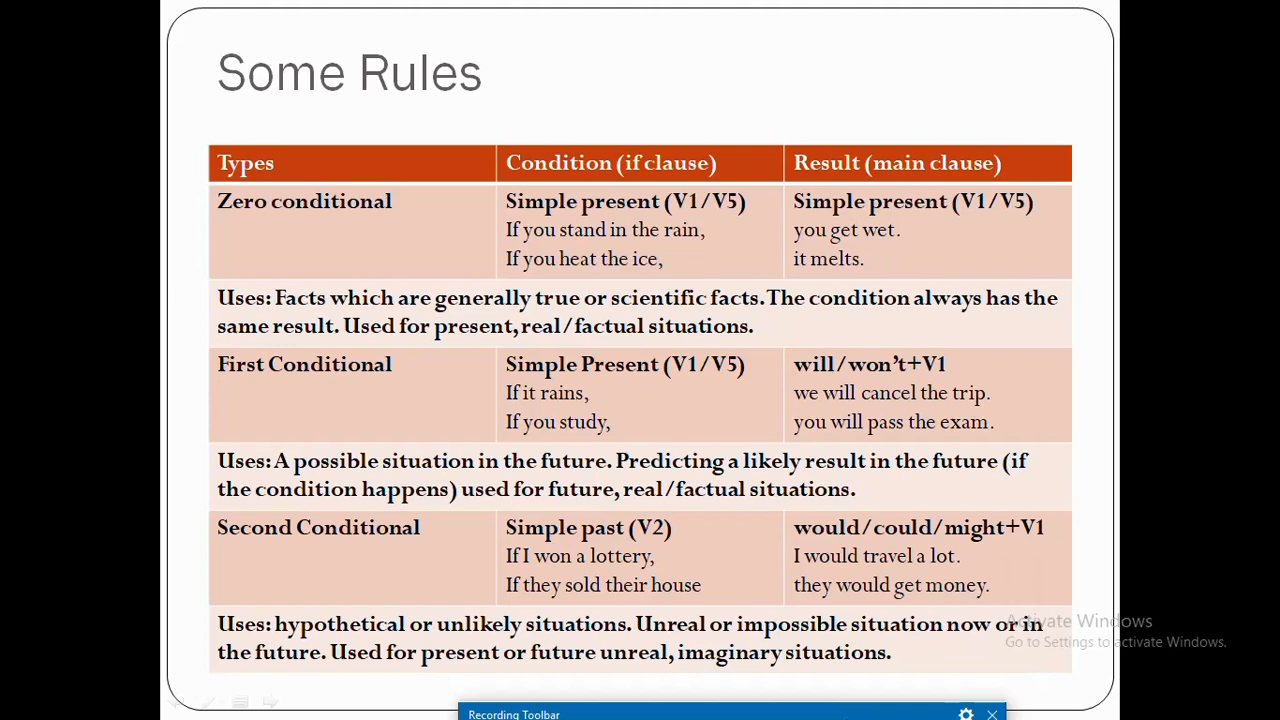 Some Rules
Types Condition (if clause) Result (main clause)
Zero conditional Simple present (V1/V5) Simple present (V1/V5)
If you stand in the rain, you get wet.
If you heat the ice, it melts.
Uses: Facts which are generally true or scientific facts. The condition always has the
same result. Used for present, real/factual situations.
First Conditional Simple Present (V1/V5) will/won't+V1
If it rains, we will cancel the trip.
If you study, you will pass the exam.
Uses: A possible situation in the future. Predicting a likely result in the future (if
the condition happens) used for future, real/factual situations.
Second Conditional Simple past (V2) would/could/might+V1
If I won a lottery, I would travel a lot.
If they sold their house they would get money.
Uses: hypothetical or unlikely situations. Unreal or impossible situation now or in
the future. Used for present or future unreal, imaginary situations.
Activate Windows
Go to Settings to activate Windows.
Recording Toolbar